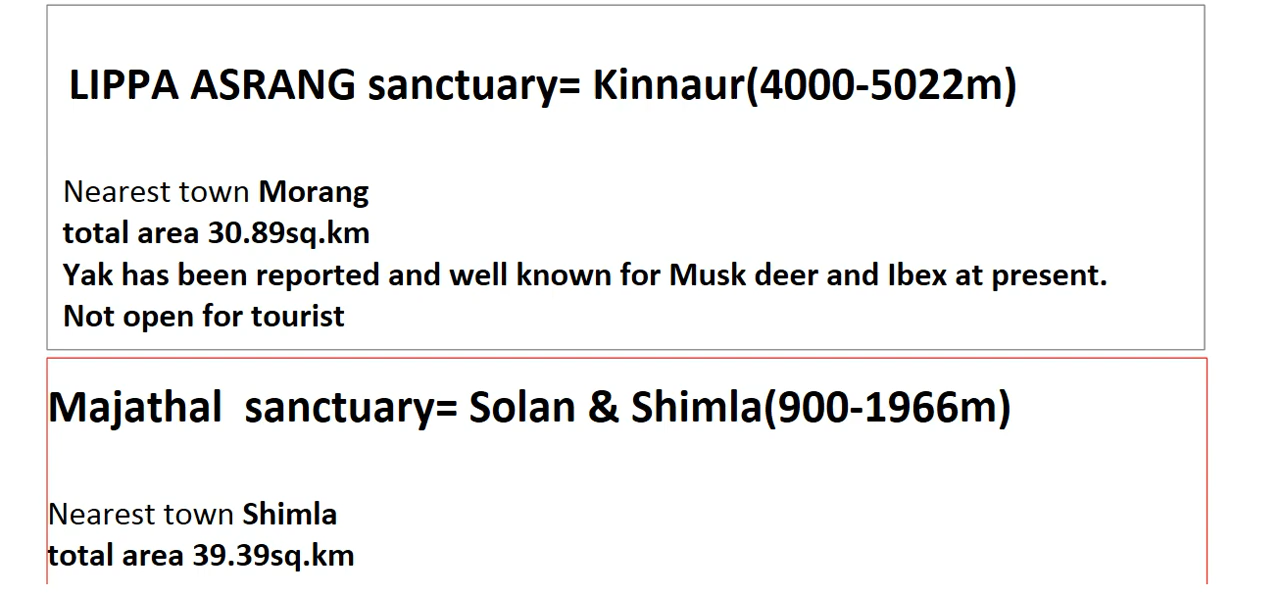 LIPPA ASRANG sanctuary= Kinnaur(4000-5022m)
Nearest town Morang
total area 30.89sq.km
Yak has been reported and well known for Musk deer and Ibex at present.
Not open for tourist
Majathal sanctuary= Solan & Shimla(900-1966m)
Nearest town Shimla
total area 39.39sq.km